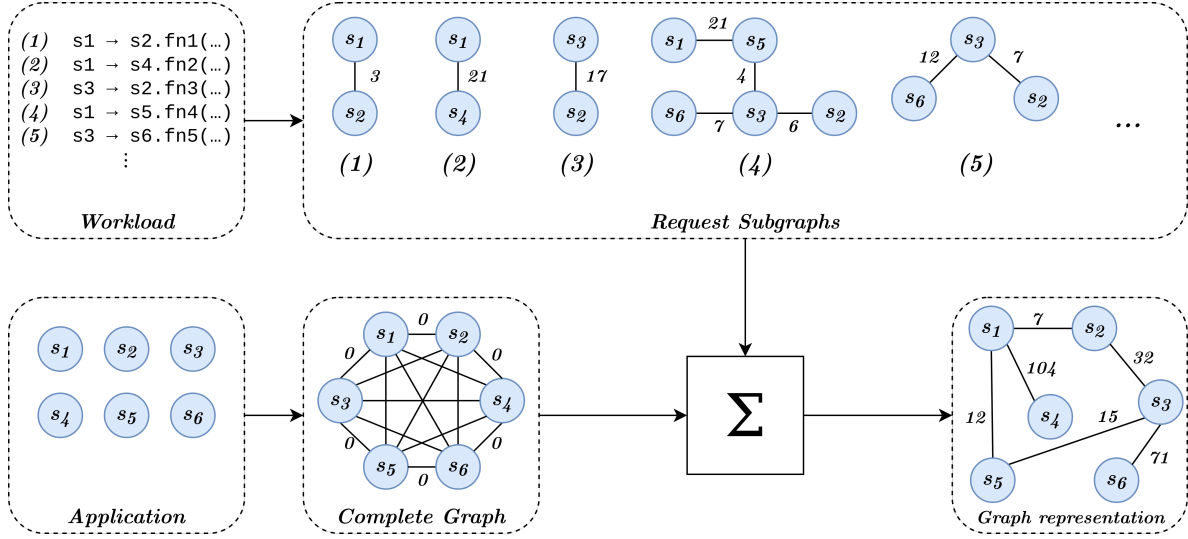 (1) s1 → s2.fn1(…)
(2) s1 → s4.fn2(…)
(3) s3 → s2.fn3(…)
(4) s1 → s5.fn4(…)
(5) s3 → s6.fn5(…)
⋮
Workload
s1
3
s2
(1)
s1
21
s4
(2)
s3
17
s2
(3)
s1 21 s5
4
s6 7 s3 6 s2
(4)
s3
12 7
s6 s2
(5)
...
Request Subgraphs
s1 s2 s3
s4 s5 s6
Application
0
s1 s2
0 0
s3 s4
0 0
s5 s6
0
Complete Graph
Σ
s1 7 s2
32
104
s3
12 s4 15
71
s5 s6
Graph representation